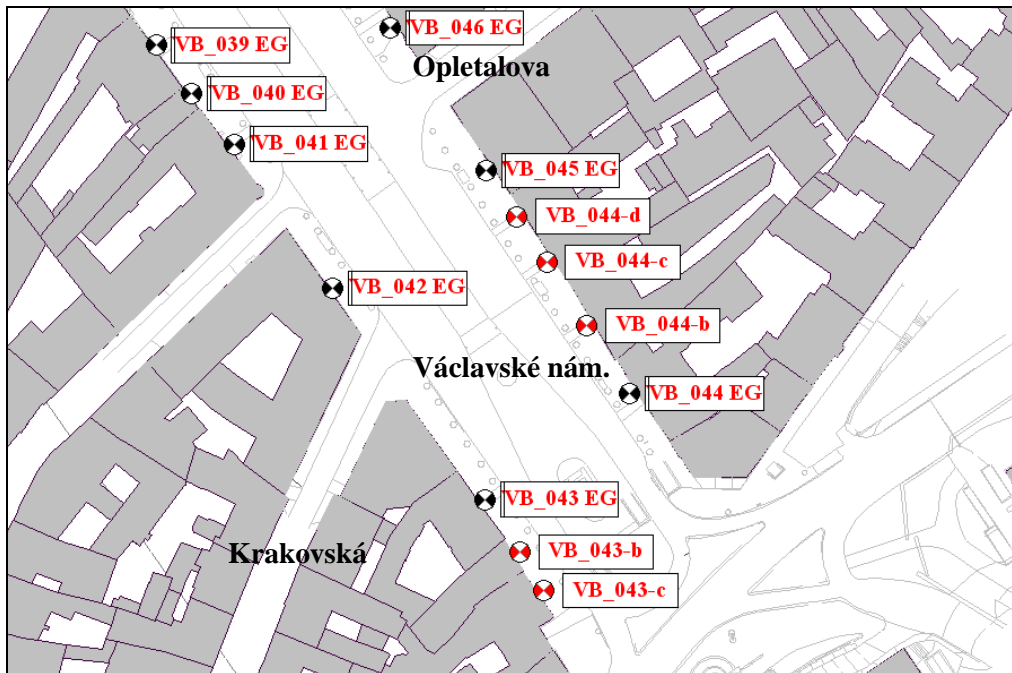 VB_046 EG
VB_039 EG
Opletalova
VB_040 EG
VB_041 EG
VB_045 EG
VB_044-d
VB_044-c
VB_042 EG
VB_044-b
Václavské nám.
VB_044 EG
VB_043 EG
Krakovská
VB_043-b
VB_043-c